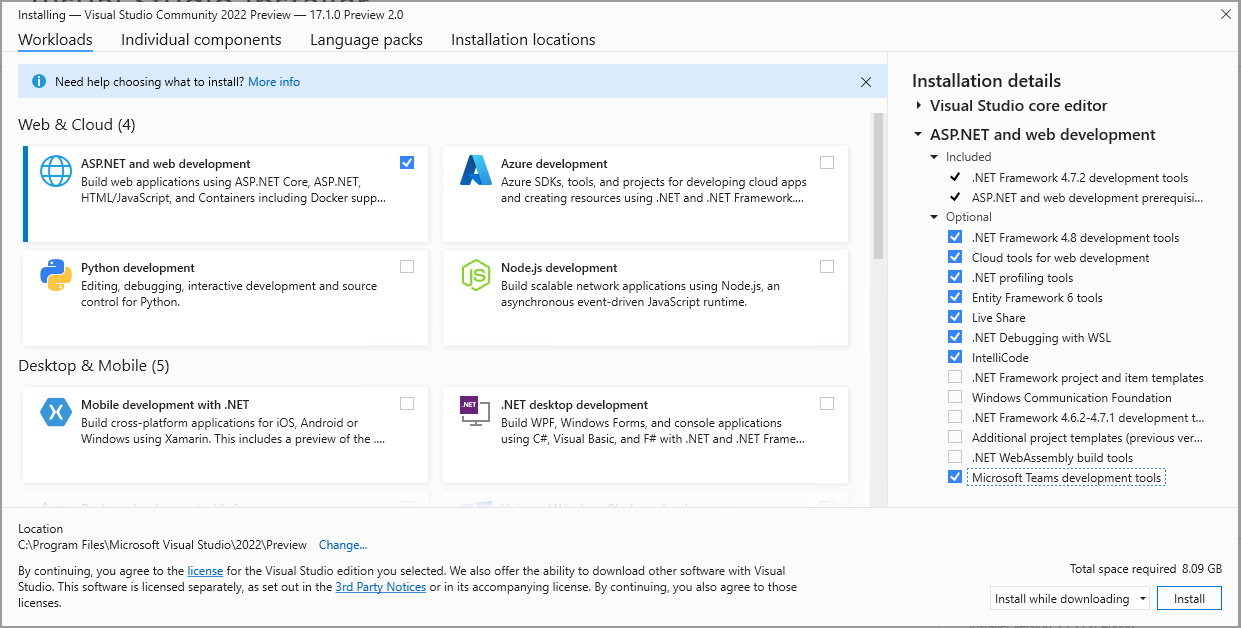 Installing — Visual Studio Community 2022 Preview — 17.1.0 Preview 2.0
Workloads
Individual components
Language packs
Installation locations
Need help choosing what to install? More info
Web & Cloud (4)
ASP.NET and web development
Build web applications using ASP.NET Core, ASP.NET,
HTML/JavaScript, and Containers including Docker supp...
Azure development
Azure SDKs, tools, and projects for developing cloud apps
and creating resources using .NET and .NET Framework....
Python development
Editing, debugging, interactive development and source
control for Python.
Node.js development
Build scalable network applications using Node.js, an
asynchronous event-driven JavaScript runtime.
Desktop & Mobile (5)
Mobile development with .NET
Build cross-platform applications for iOS, Android or
Windows using Xamarin. This includes a preview of the ....
.NET
.NET desktop development
Build WPF, Windows Forms, and console applications
using C#, Visual Basic, and F# with .NET and .NET Frame...
Installation details
Visual Studio core editor
ASP.NET and web development
Included
.NET Framework 4.7.2 development tools
ASP.NET and web development prerequisi...
Optional
.NET Framework 4.8 development tools
Cloud tools for web development
.NET profiling tools
Entity Framework 6 tools
Live Share
.NET Debugging with WSL
IntelliCode
.NET Framework project and item templates
Windows Communication Foundation
.NET Framework 4.6.2-4.7.1 development t...
Additional project templates (previous ver...
.NET WebAssembly build tools
Microsoft Teams development tools
Location
C:\Program Files\Microsoft Visual Studio\2022\Preview Change...
By continuing, you agree to the license for the Visual Studio edition you selected. We also offer the ability to download other software with Visual
Studio. This software is licensed separately, as set out in the 3rd Party Notices or in its accompanying license. By continuing, you also agree to those
licenses.
Total space required 8.09 GB
Install while downloading
Install